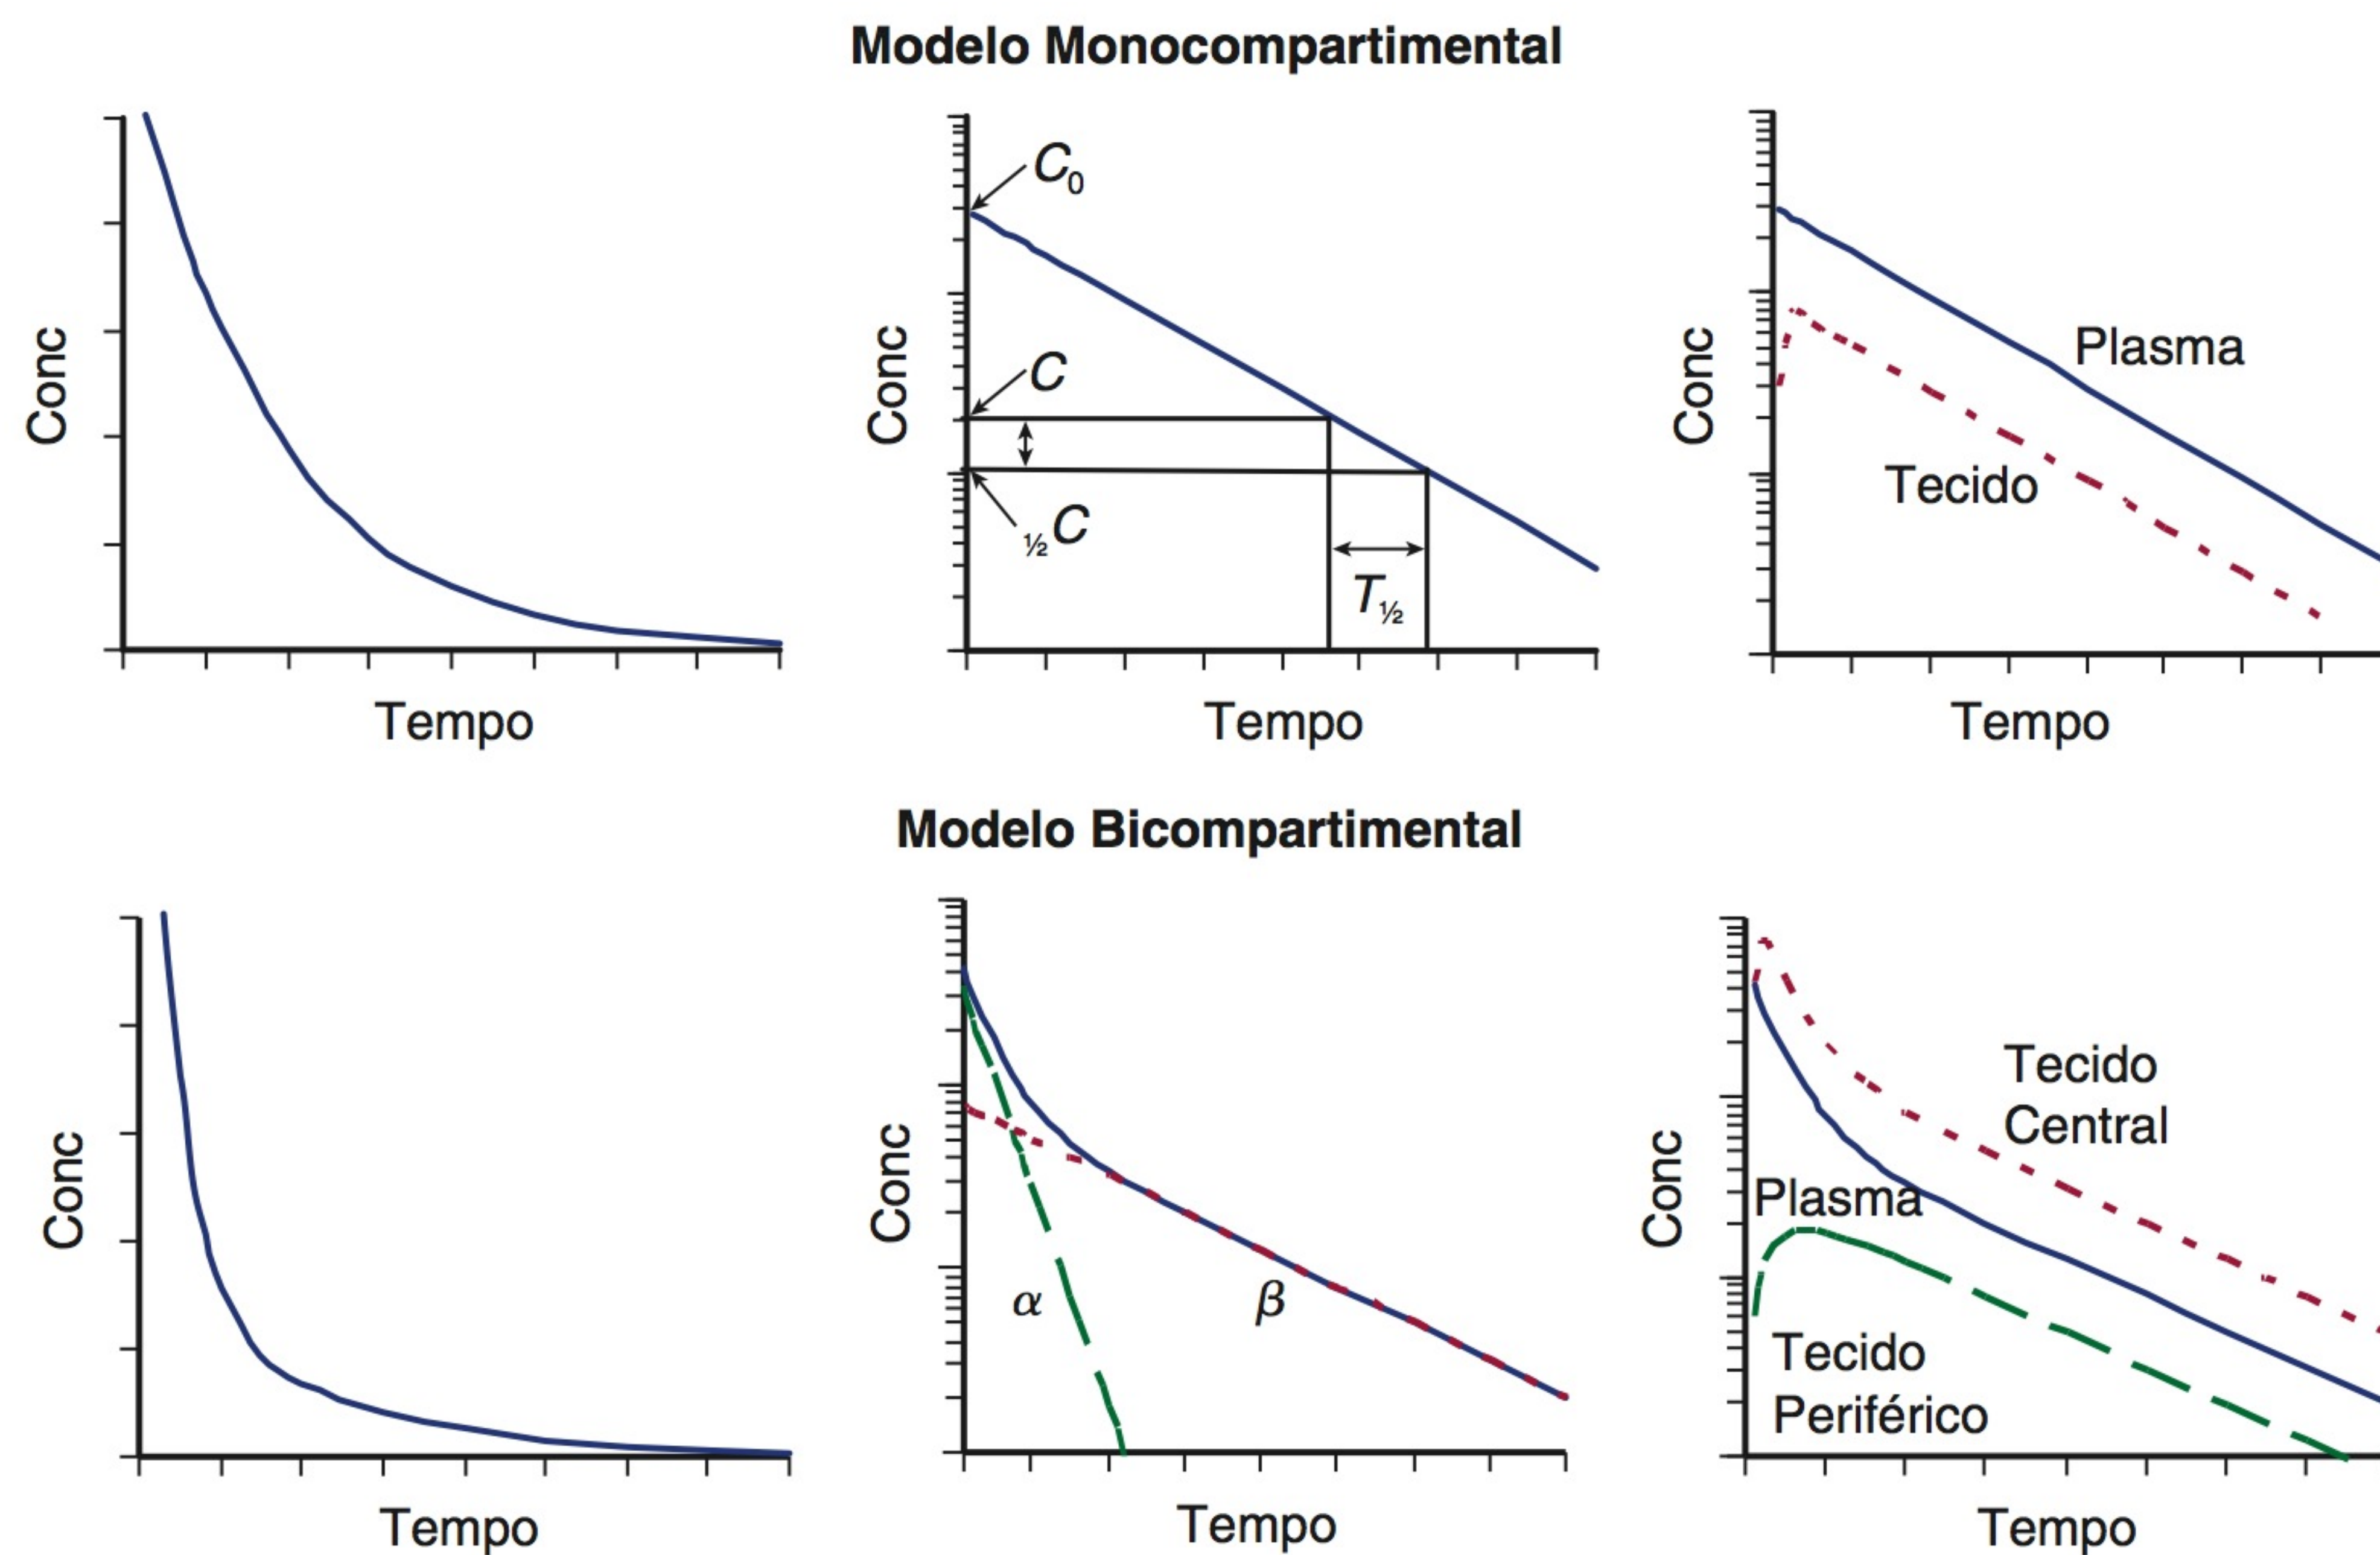 Modelo Monocompartimental
Conc
Tempo
Conc
C0
C
½C
T½
Tempo
Conc
Plasma
Tecido
Tempo
Modelo Bicompartimental
Conc
Tempo
Conc
α
β
Tempo
Conc
Tecido
Central
Plasma
Tecido
Periférico
Tempo